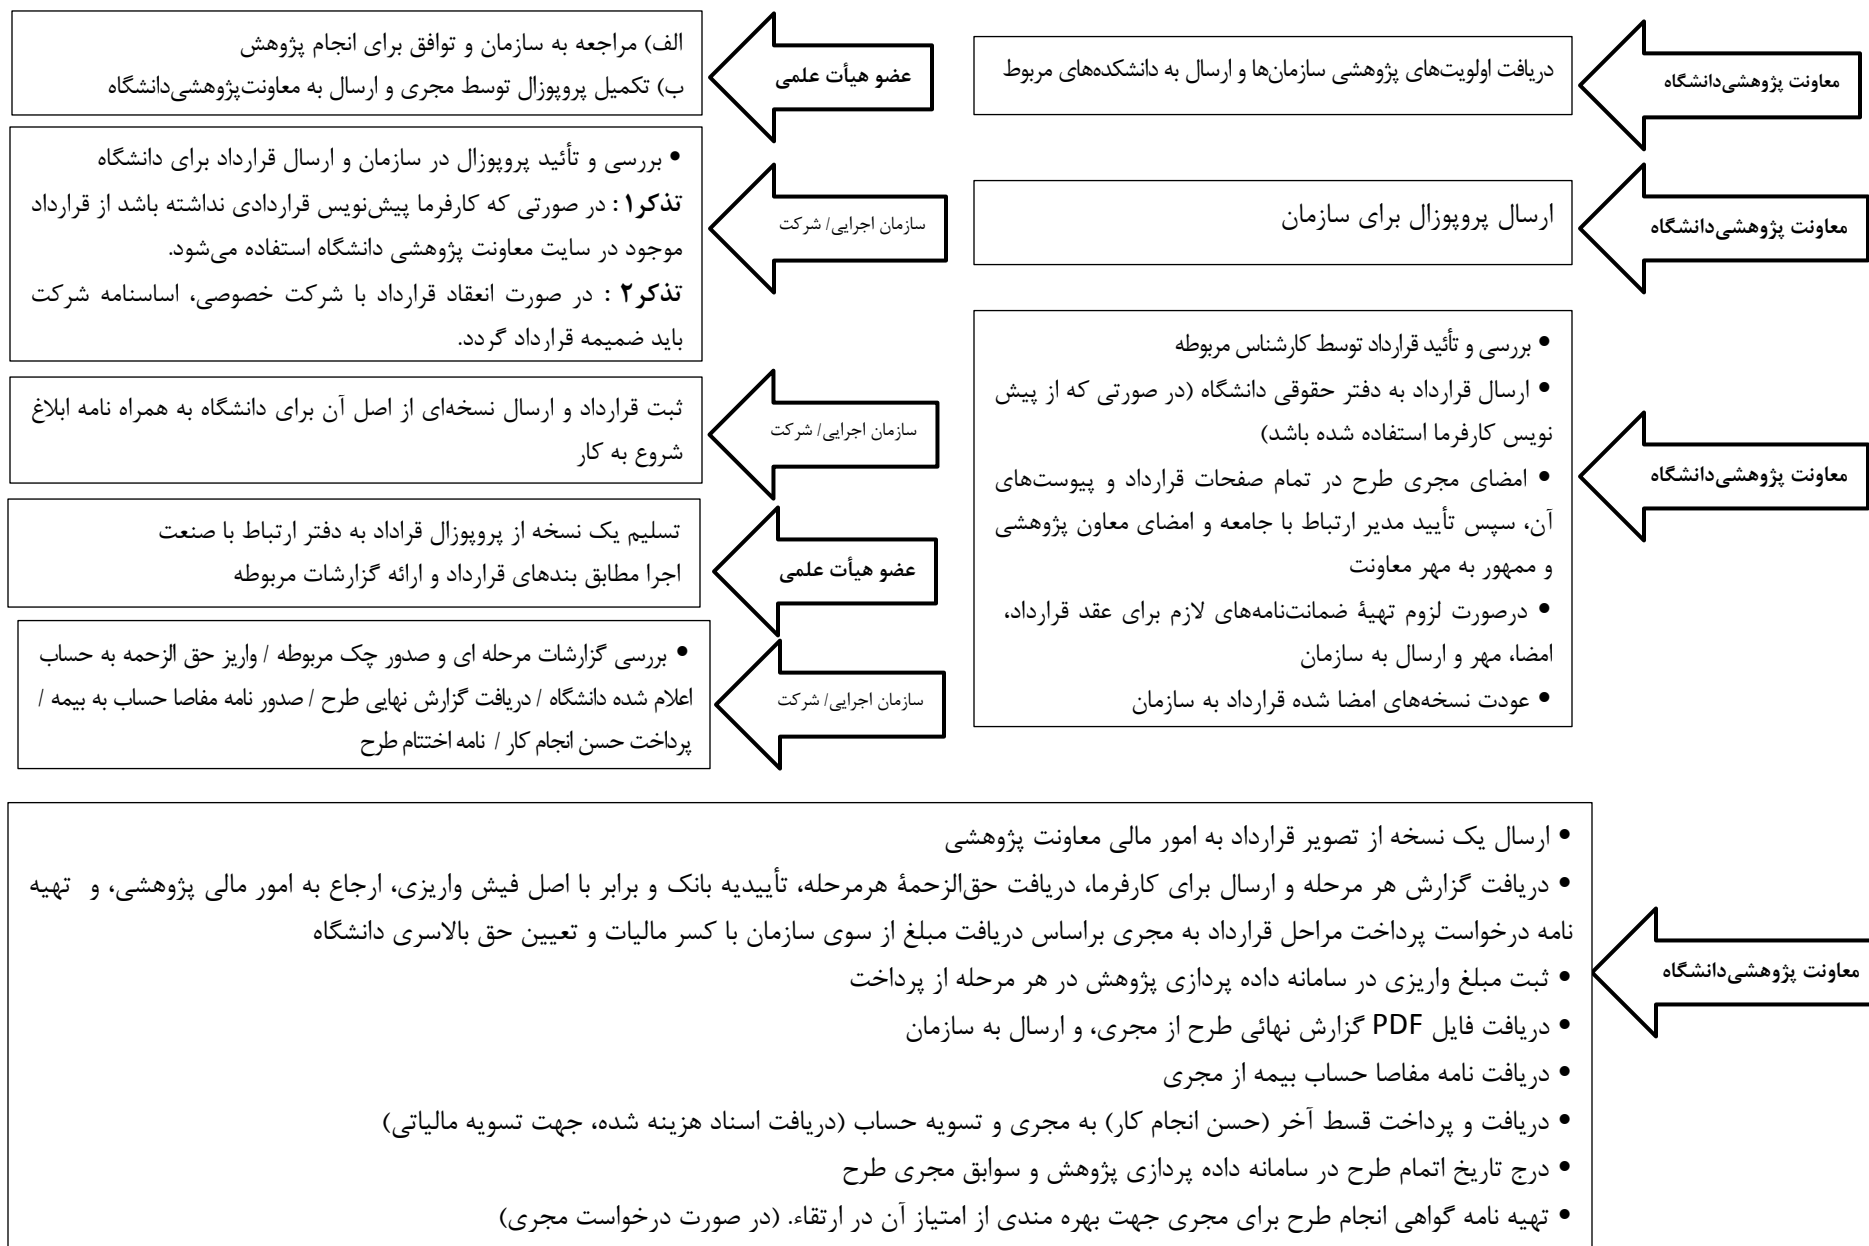 معاونت پژوهشی‌دانشگاه
دریافت اولویت‌های پژوهشی سازمان‌ها و ارسال به دانشکده‌های مربوط
عضو هیأت علمی
الف) مراجعه به سازمان و توافق برای انجام پژوهش
ب) تکمیل پروپوزال توسط مجری و ارسال به معاونت‌پژوهشی‌دانشگاه
معاونت پژوهشی‌دانشگاه
ارسال پروپوزال برای سازمان
سازمان اجرایی/ شرکت
• بررسی و تأئید پروپوزال در سازمان و ارسال قرارداد برای دانشگاه
تذکر۱: در صورتی که کارفرما پیش‌نویس قراردادی نداشته باشد از قرارداد
موجود در سایت معاونت پژوهشی دانشگاه استفاده می‌شود.
تذکر۲: در صورت انعقاد قرارداد با شرکت خصوصی، اساسنامه شرکت
باید ضمیمه قرارداد گردد.
معاونت پژوهشی‌دانشگاه
• بررسی و تأئید قرارداد توسط کارشناس مربوطه
• ارسال قرارداد به دفتر حقوقی دانشگاه (در صورتی که از پیش
نویس کارفرما استفاده شده باشد)
• امضای مجری طرح در تمام صفحات قرارداد و پیوست‌های
آن، سپس تأیید مدیر ارتباط با جامعه و امضای معاون پژوهشی
و ممهور به مهر معاونت
• درصورت لزوم تهیۀ ضمانت‌نامه‌های لازم برای عقد قرارداد،
امضا، مهر و ارسال به سازمان
• عودت نسخه‌های امضا شده قرارداد به سازمان
سازمان اجرایی/ شرکت
ثبت قرارداد و ارسال نسخه‌ای از اصل آن برای دانشگاه به همراه نامه ابلاغ
شروع به کار
عضو هیأت علمی
تسلیم یک نسخه از پروپوزال قراداد به دفتر ارتباط با صنعت
اجرا مطابق بندهای قرارداد و ارائه گزارشات مربوطه
سازمان اجرایی/ شرکت
• بررسی گزارشات مرحله ای و صدور چک مربوطه / واریز حق الزحمه به حساب
اعلام شده دانشگاه / دریافت گزارش نهایی طرح / صدور نامه مفاصا حساب به بیمه /
پرداخت حسن انجام کار / نامه اختتام طرح
معاونت پژوهشی‌دانشگاه
• ارسال یک نسخه از تصویر قرارداد به امور مالی معاونت پژوهشی
• دریافت گزارش هر مرحله و ارسال برای کارفرما، دریافت حق‌الزحمۀ هرمرحله، تأییدیه بانک و برابر با اصل فیش واریزی، ارجاع به امور مالی پژوهشی، و تهیه
نامه درخواست پرداخت مراحل قرارداد به مجری براساس دریافت مبلغ از سوی سازمان با کسر مالیات و تعیین حق بالاسری دانشگاه
• ثبت مبلغ واریزی در سامانه داده پردازی پژوهش در هر مرحله از پرداخت
• دریافت فایل PDF گزارش نهائی طرح از مجری، و ارسال به سازمان
• دریافت نامه مفاصا حساب بیمه از مجری
• دریافت و پرداخت قسط آخر (حسن انجام کار) به مجری و تسویه حساب (دریافت اسناد هزینه شده، جهت تسویه مالیاتی)
• درج تاریخ اتمام طرح در سامانه داده پردازی پژوهش و سوابق مجری طرح
• تهیه نامه گواهی انجام طرح برای مجری جهت بهره مندی از امتیاز آن در ارتقاء. (در صورت درخواست مجری)